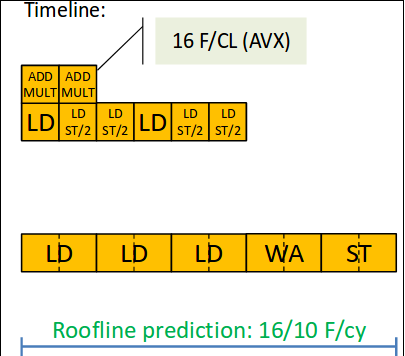 Timeline:
16 F/CL (AVX)
ADD ADD
MULT MULT
LD LD LD LD LD LD
ST/2 ST/2 ST/2 ST/2
LD LD LD WA ST
Roofline prediction: 16/10 F/cy